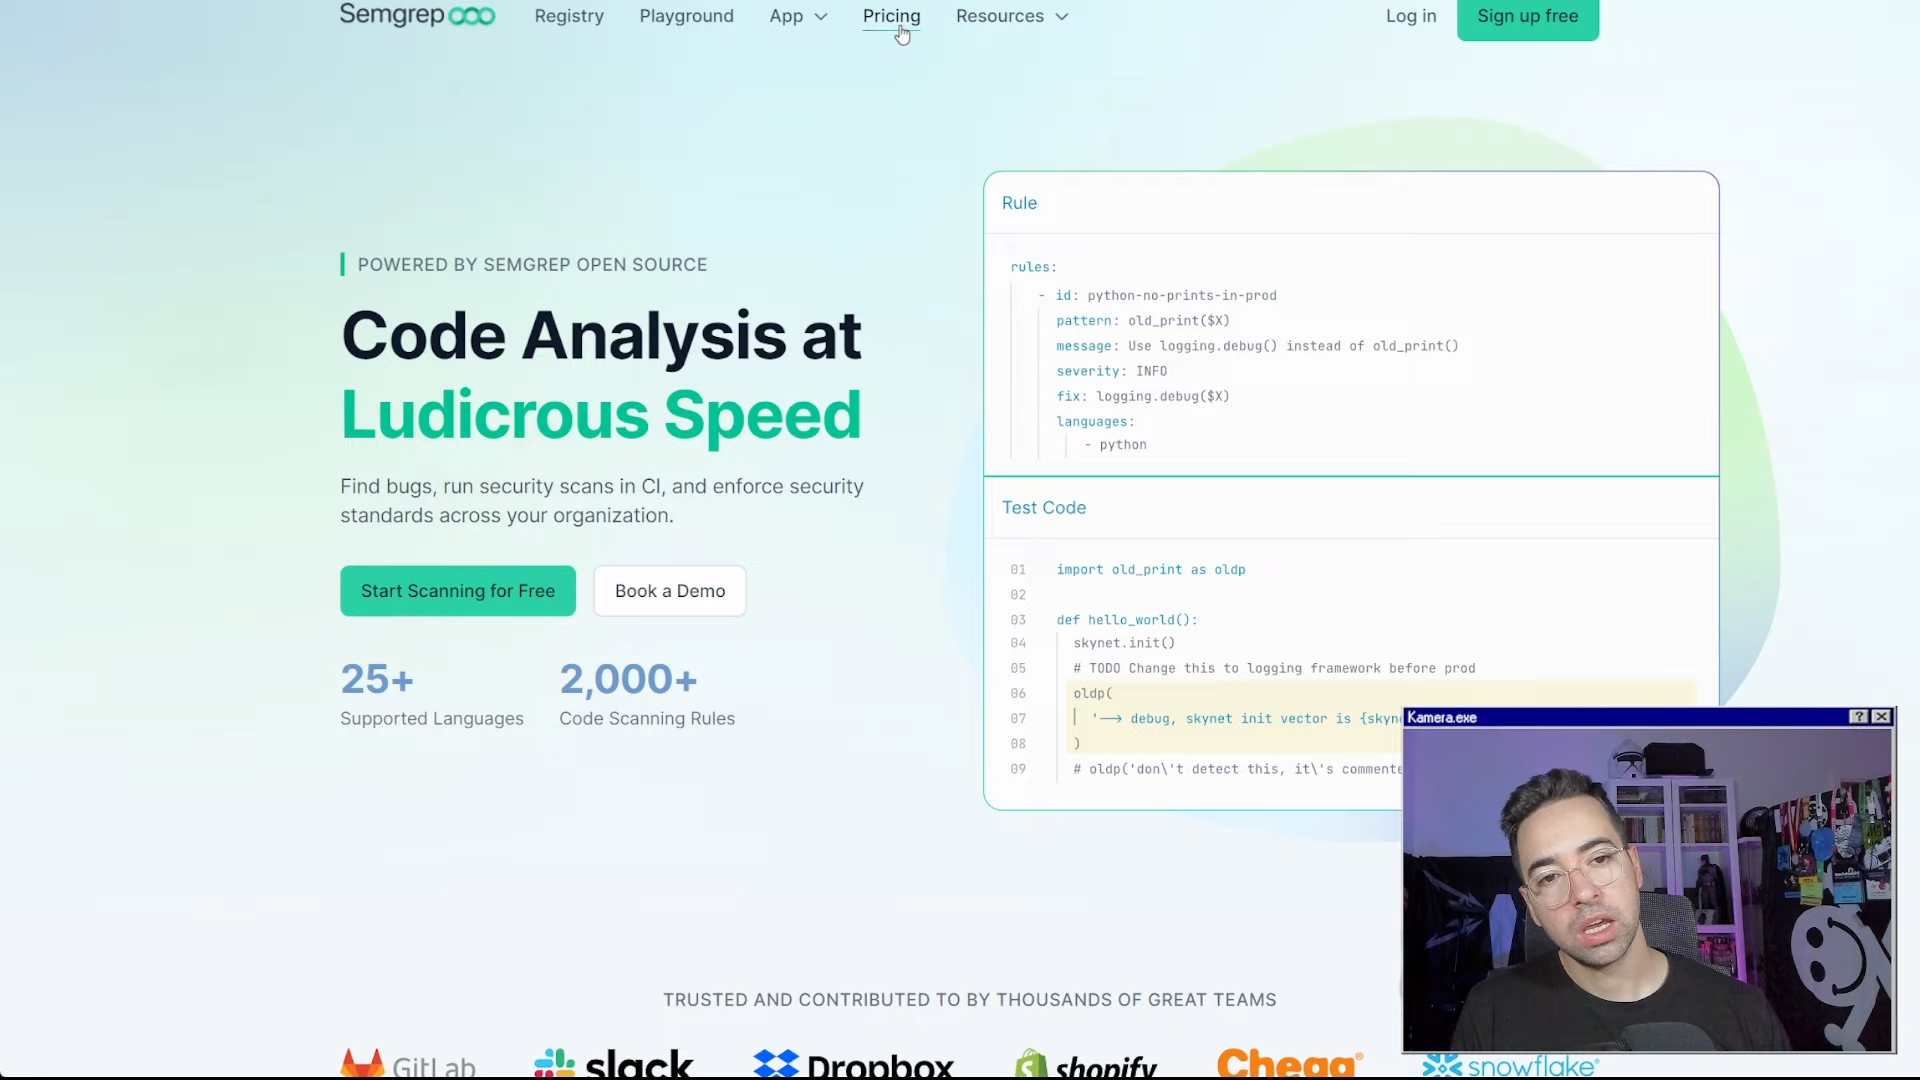 Semgrep
Registry
Playground
App
Pricing
Resources
Log in
Sign up free
POWERED BY SEMGREP OPEN SOURCE
Code Analysis at
Ludicrous Speed
Find bugs, run security scans in CI, and enforce security
standards across your organization.
Start Scanning for Free
Book a Demo
25+
Supported Languages
2,000+
Code Scanning Rules
Rule
rules:
- id: python-no-prints-in-prod
pattern: old_print($X)
message: Use logging.debug() instead of old_print()
severity: INFO
fix: logging.debug($X)
languages:
- python
Test Code
01 import old_print as oldp
02
03 def hello_world():
04 skynet.init()
05 # TODO Change this to logging framework before prod
06 oldp(
07 '--> debug, skynet init vector is {skyn
08 )
09 # oldp('don\'t detect this, it\'s commente
Kamera.exe
TRUSTED AND CONTRIBUTED TO BY THOUSANDS OF GREAT TEAMS
GitLab
slack
Dropbox
shopify
Chegg
snowflake